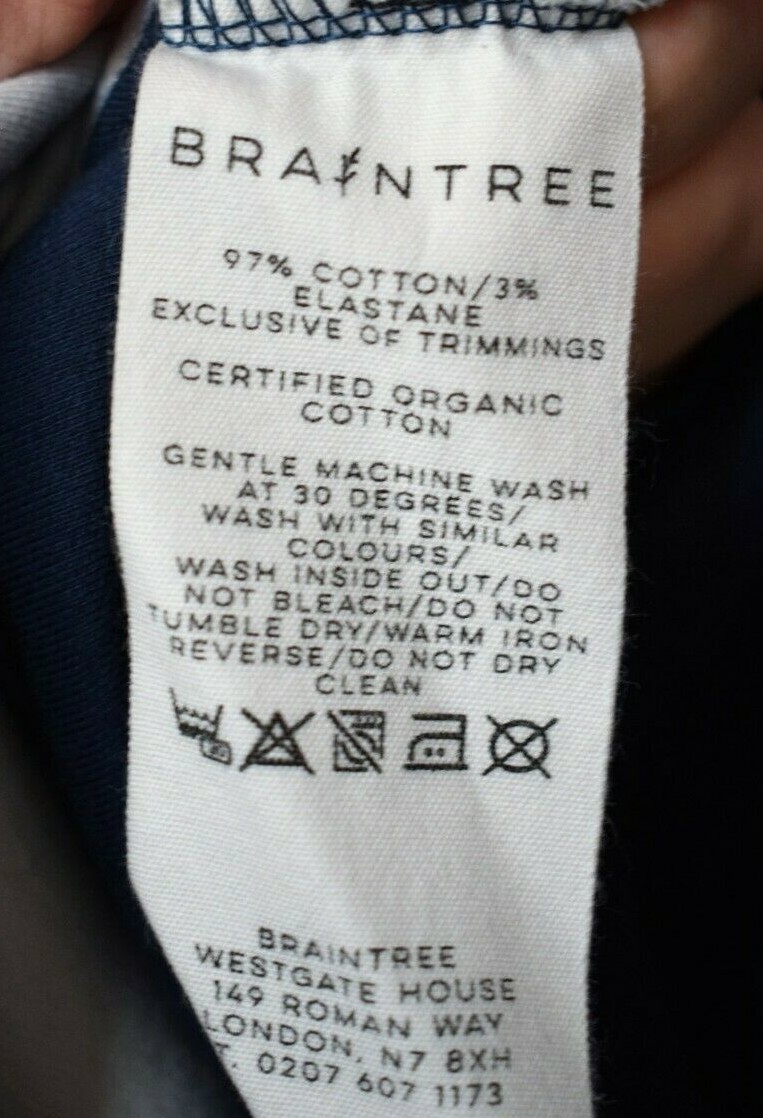 BRAINTREE
97% COTTON/3%
ELASTANE
EXCLUSIVE OF TRIMMINGS
CERTIFIED ORGANIC
COTTON
GENTLE MACHINE WASH
AT 30 DEGREES/
WASH WITH SIMILAR
COLOURS/
WASH INSIDE OUT/DO
NOT BLEACH/DO NOT
TUMBLE DRY/WARM IRON
REVERSE/DO NOT DRY
CLEAN
30
BRAINTREE
WESTGATE HOUSE
149 ROMAN WAY
LONDON, N7 8XH
T. 0207 607 1173